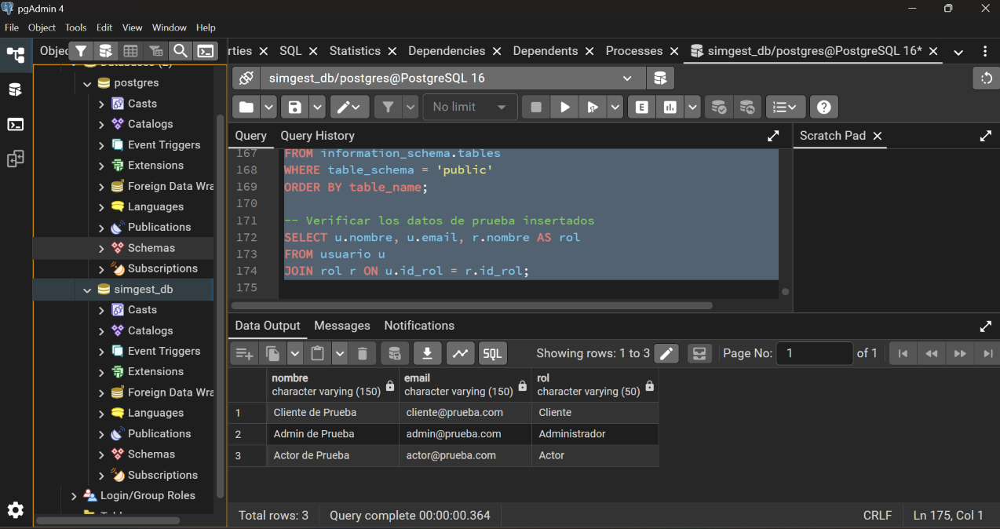 pgAdmin 4
File Object Tools Edit View Window Help
Objec
rties SQL Statistics Dependencies Dependents Processes simgest_db/postgres@PostgreSQL 16*
postgres
Casts
Catalogs
Event Triggers
Extensions
Foreign Data Wra
Languages
Publications
Schemas
Subscriptions
simgest_db
Casts
Catalogs
Event Triggers
Extensions
Foreign Data Wra
Languages
Publications
Schemas
Subscriptions
Login/Group Roles
simgest_db/postgres@PostgreSQL 16
No limit
E
SQL
Query Query History
Scratch Pad
167 FROM information_schema.tables
168 WHERE table_schema = 'public'
169 ORDER BY table_name;
170
171 -- Verificar los datos de prueba insertados
172 SELECT u.nombre, u.email, r.nombre AS rol
173 FROM usuario u
174 JOIN rol r ON u.id_rol = r.id_rol;
175
Data Output Messages Notifications
Showing rows: 1 to 3 Page No: 1 of 1
nombre email rol
character varying (150) character varying (150) character varying (50)
1 Cliente de Prueba cliente@prueba.com Cliente
2 Admin de Prueba admin@prueba.com Administrador
3 Actor de Prueba actor@prueba.com Actor
Total rows: 3 Query complete 00:00:00.364 CRLF Ln 175, Col 1